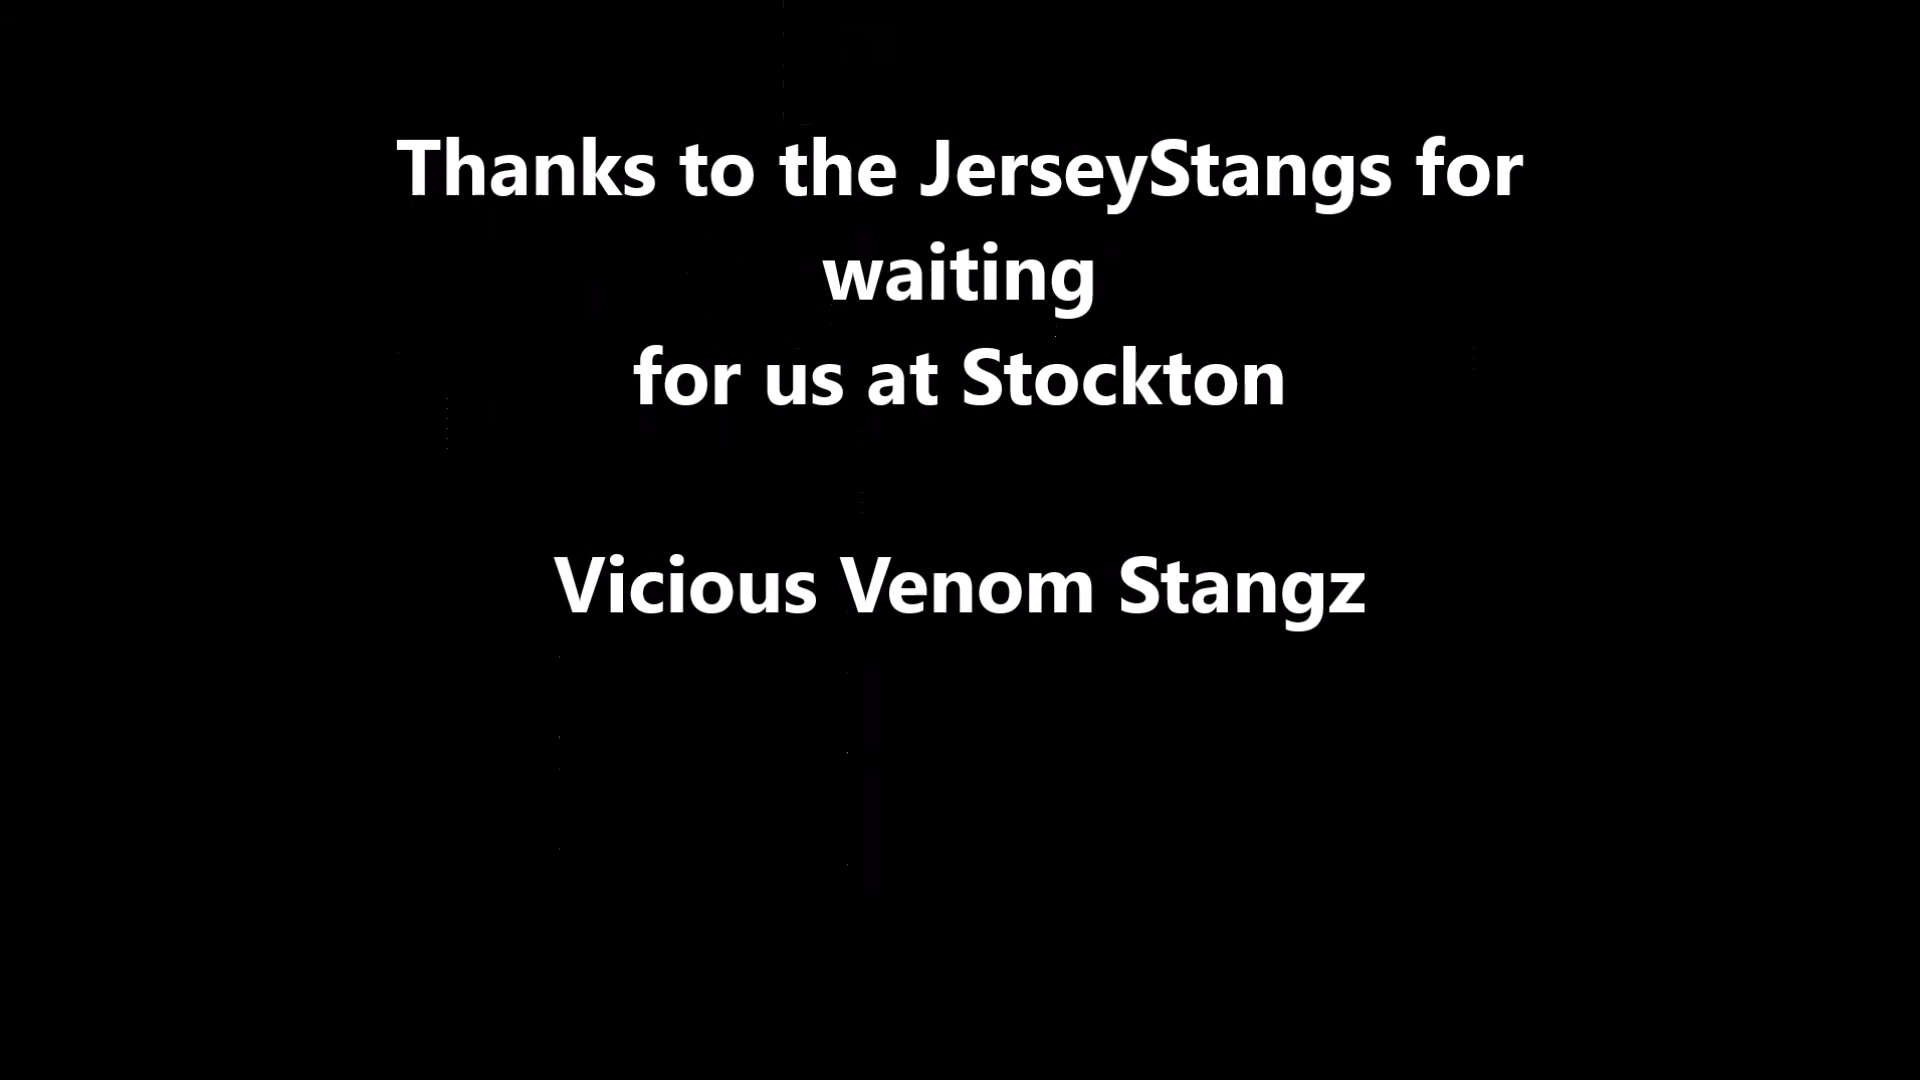 Thanks to the JerseyStangs for
waiting
for us at Stockton
Vicious Venom Stangz